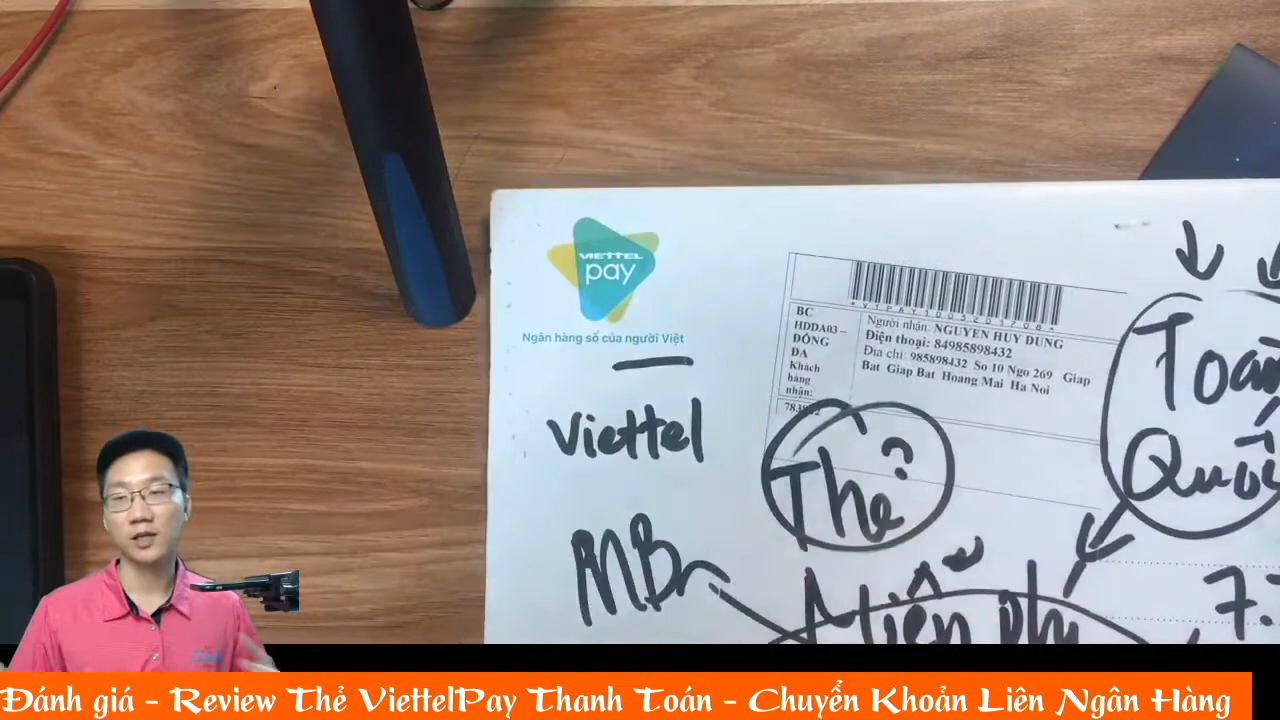 VIETTEL
pay
Ngân hàng số của người Việt
*VTPAY1003201708*
BC
HDDA03 –
ĐỐNG
ĐA
Khách
hàng
nhận:
Người nhận: NGUYEN HUY DUNG
Điện thoại: 84985898432
Địa chỉ: 985898432 So 10 Ngo 269 Giap
Bat Giap Bat Hoang Mai Ha Noi
Viettel
MB
Thẻ
Miễn phí
Toàn
Quốc
7.
Đánh giá - Review Thẻ ViettelPay Thanh Toán - Chuyển Khoản Liên Ngân Hàng